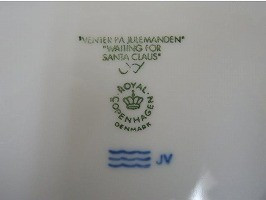 "VENTER PÅ JULEMANDEN"
"WAITING FOR
SANTA CLAUS"
ROYAL
COPENHAGEN
DENMARK
JV